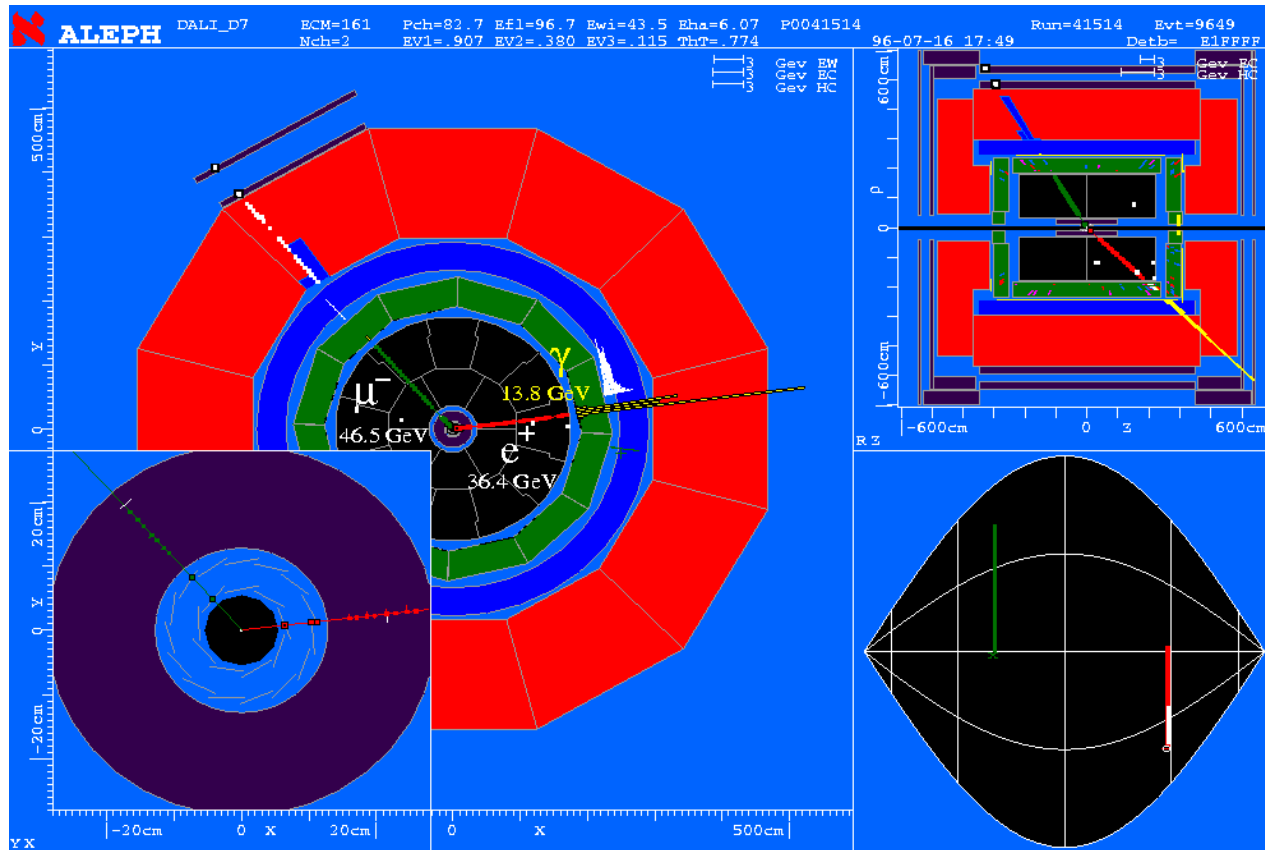 ALEPH DALI_D7 ECM=161 Pch=82.7 Efl=96.7 Ewi=43.5 Eha=6.07 P0041514 Run=41514 Evt=9649
Nch=2 EV1=.907 EV2=.380 EV3=.115 ThT=.774 96-07-16 17:49 Detb= E1FFFF
3 Gev EW
3 Gev EC
3 Gev HC
3 Gev EC
3 Gev HC
500cm
Y
0
γ
13.8 GeV
μ−
46.5 GeV
e+
36.4 GeV
600cm
ρ
0
-600cm
RZ
-600cm 0 Z 600cm
20cm
Y
0
-20cm
-20cm 0 X 20cm
0 X 500cm
YX